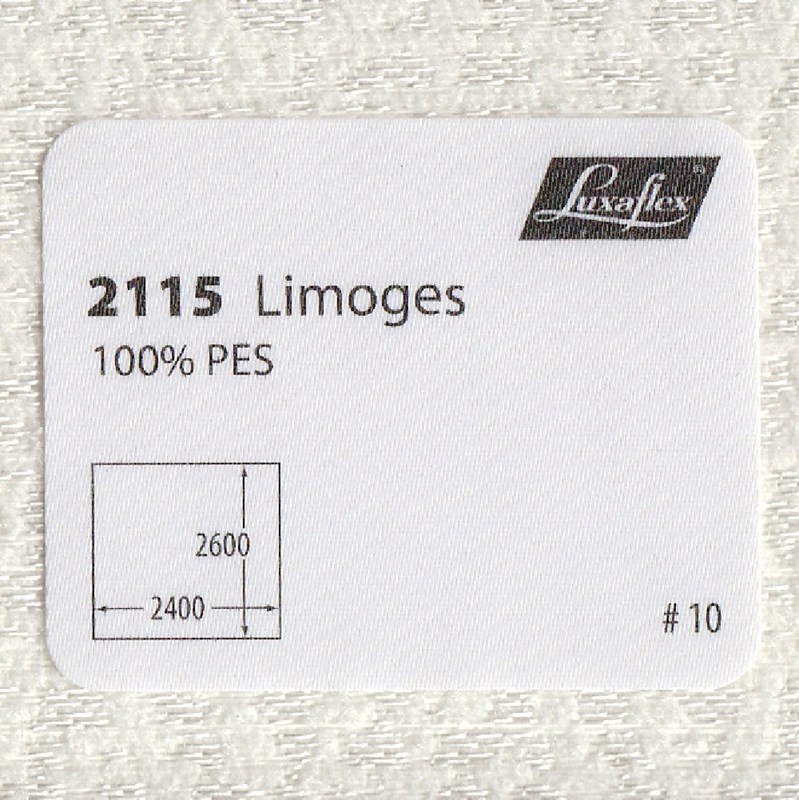 Luxaflex®
2115 Limoges
100% PES
2600
2400
# 10